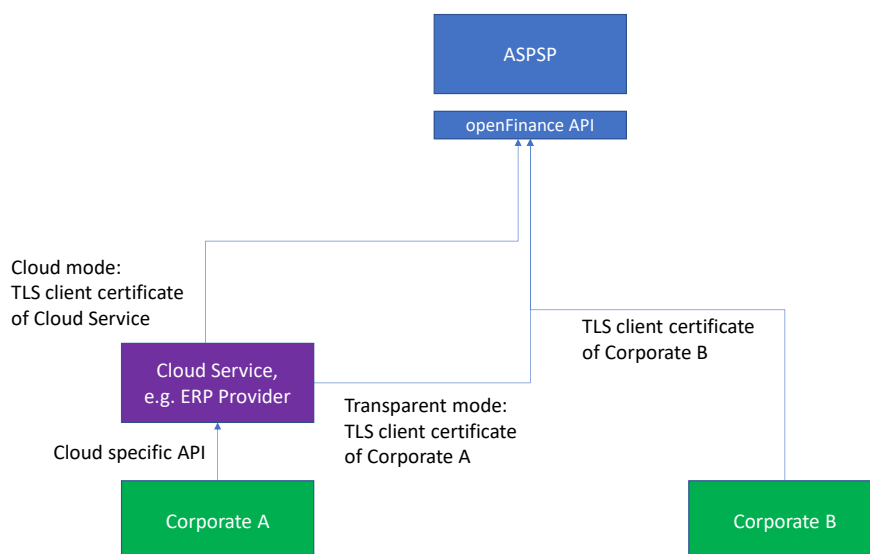 ASPSP
openFinance API
Cloud mode:
TLS client certificate
of Cloud Service
TLS client certificate
of Corporate B
Cloud Service,
e.g. ERP Provider
Transparent mode:
TLS client certificate
of Corporate A
Cloud specific API
Corporate A
Corporate B